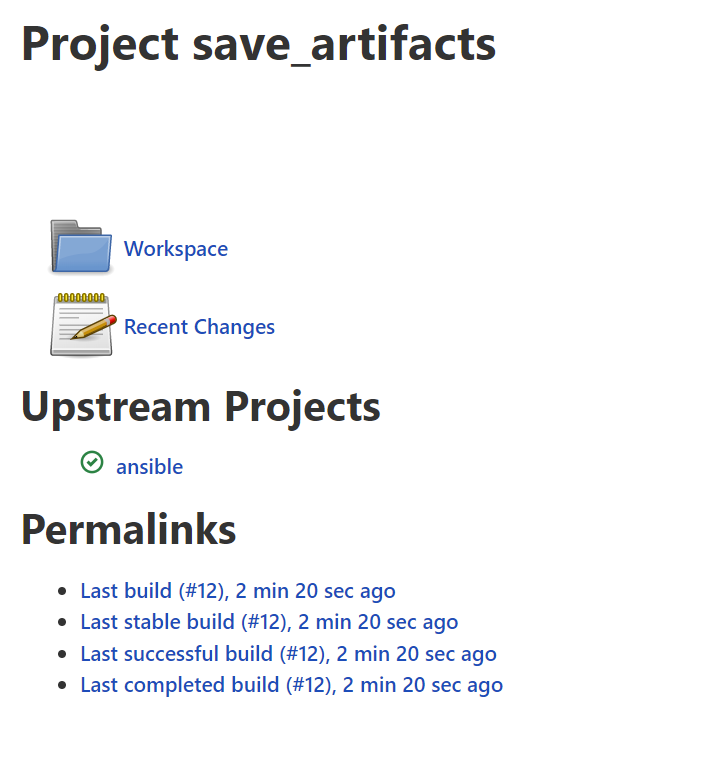 Project save_artifacts
Workspace
Recent Changes
Upstream Projects
ansible
Permalinks
Last build (#12), 2 min 20 sec ago
Last stable build (#12), 2 min 20 sec ago
Last successful build (#12), 2 min 20 sec ago
Last completed build (#12), 2 min 20 sec ago